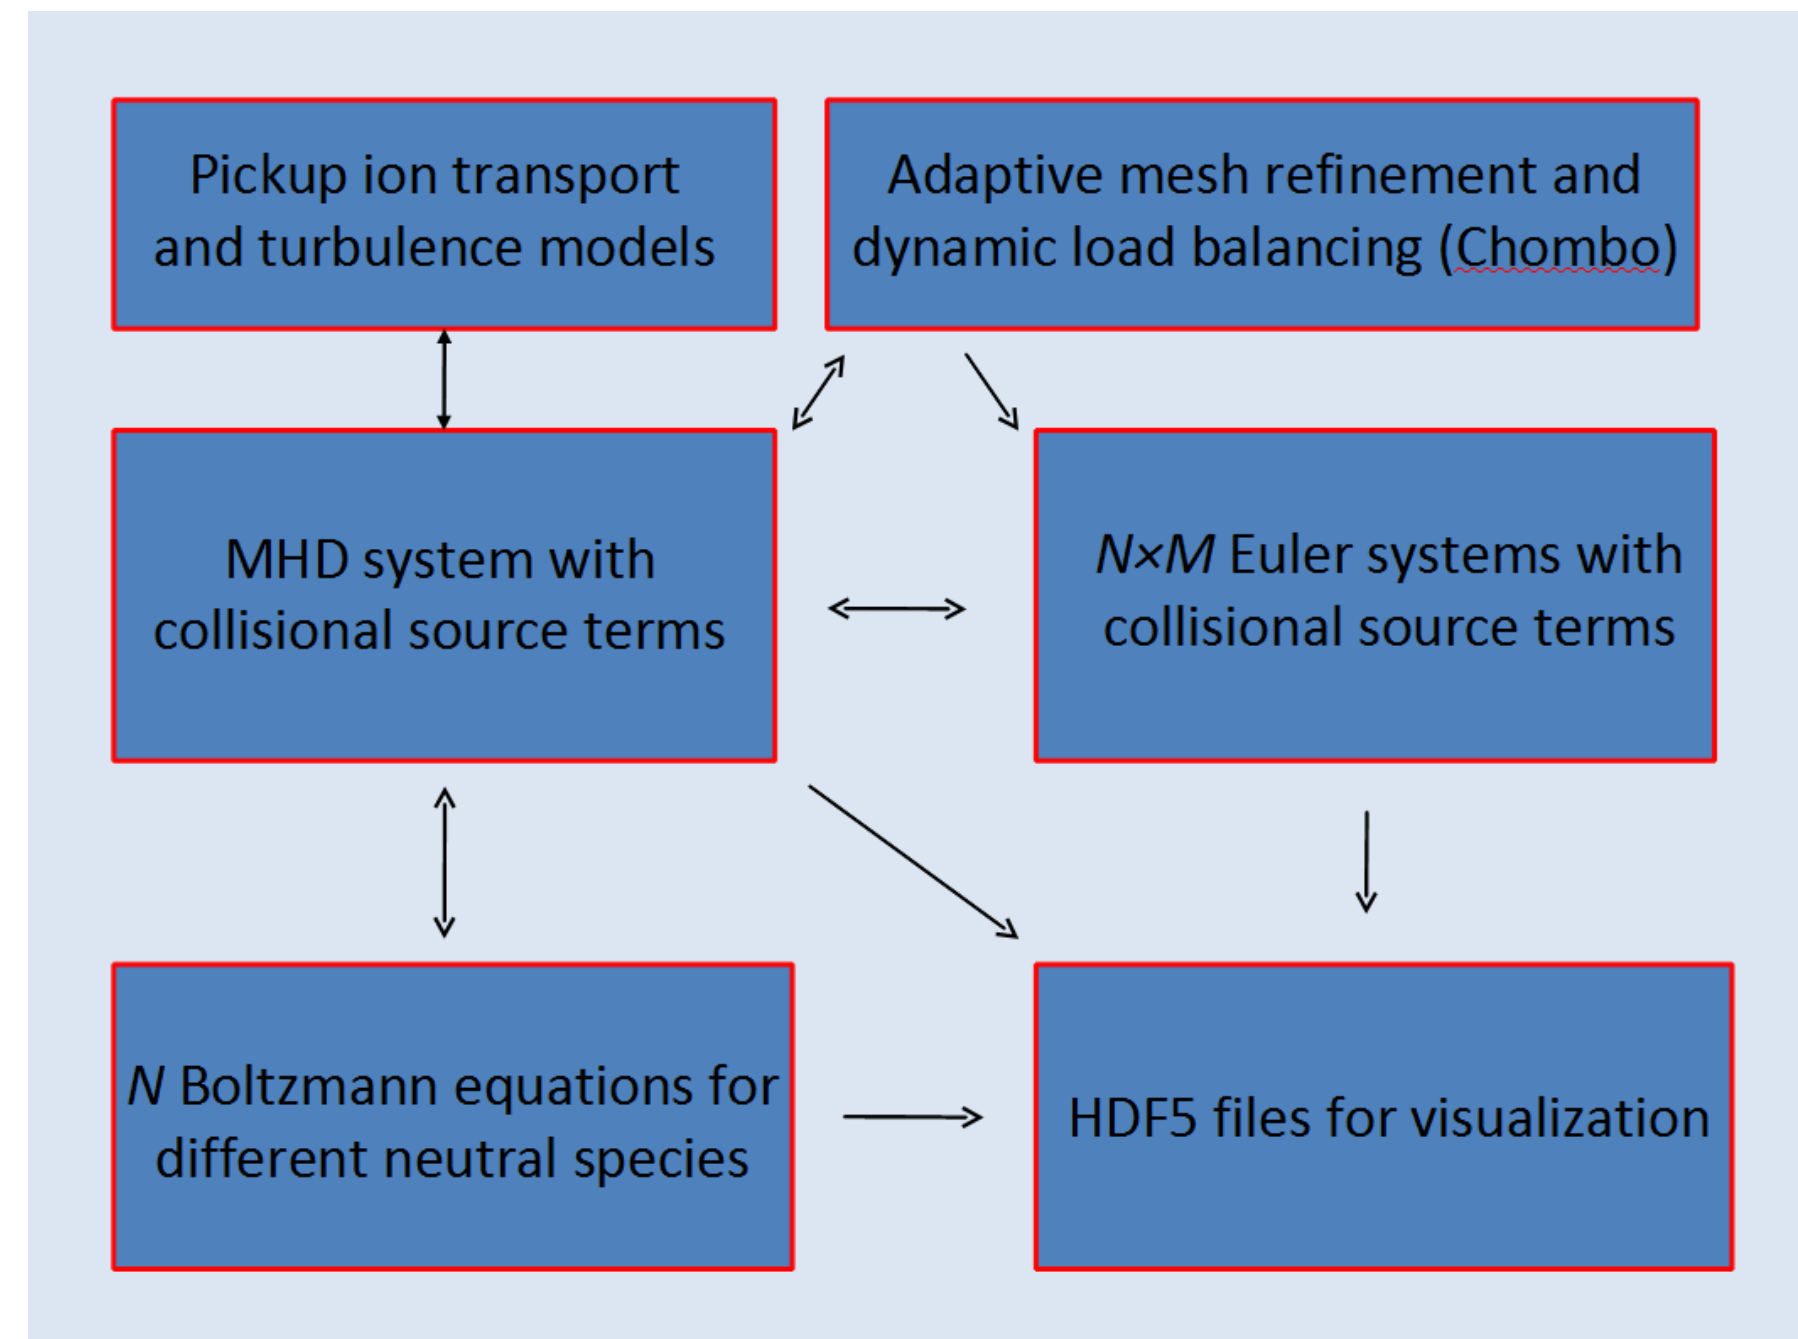 Pickup ion transport
and turbulence models
Adaptive mesh refinement and
dynamic load balancing (Chombo)
MHD system with
collisional source terms
N×M Euler systems with
collisional source terms
N Boltzmann equations for
different neutral species
HDF5 files for visualization